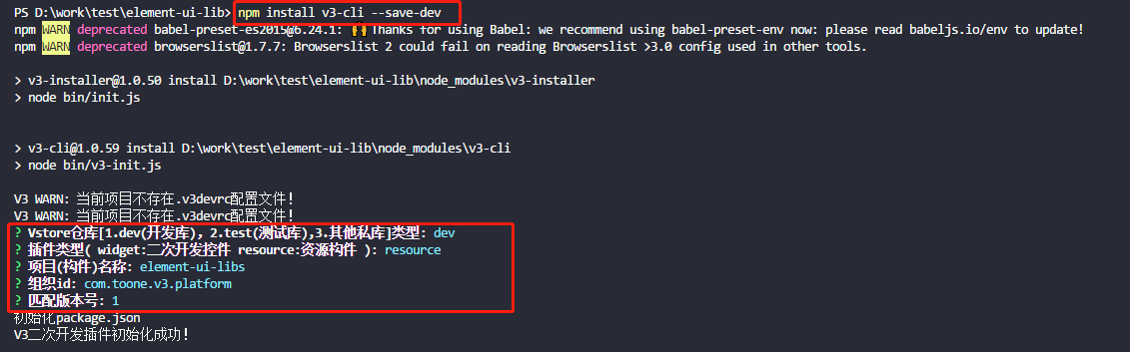 PS D:\work\test\element-ui-lib> npm install v3-cli --save-dev
npm WARN deprecated babel-preset-es2015@6.24.1: 🙌 Thanks for using Babel: we recommend using babel-preset-env now: please read babeljs.io/env to update!
npm WARN deprecated browserslist@1.7.7: Browserslist 2 could fail on reading Browserslist >3.0 config used in other tools.
> v3-installer@1.0.50 install D:\work\test\element-ui-lib\node_modules\v3-installer
> node bin/init.js
> v3-cli@1.0.59 install D:\work\test\element-ui-lib\node_modules\v3-cli
> node bin/v3-init.js
V3 WARN: 当前项目不存在.v3devrc配置文件!
V3 WARN: 当前项目不存在.v3devrc配置文件!
? Vstore仓库[1.dev(开发库), 2.test(测试库),3.其他私库]类型: dev
? 插件类型( widget:二次开发控件 resource:资源构件 ): resource
? 项目(构件)名称: element-ui-libs
? 组织id: com.toone.v3.platform
? 匹配版本号: 1
初始化package.json
V3二次开发插件初始化成功!